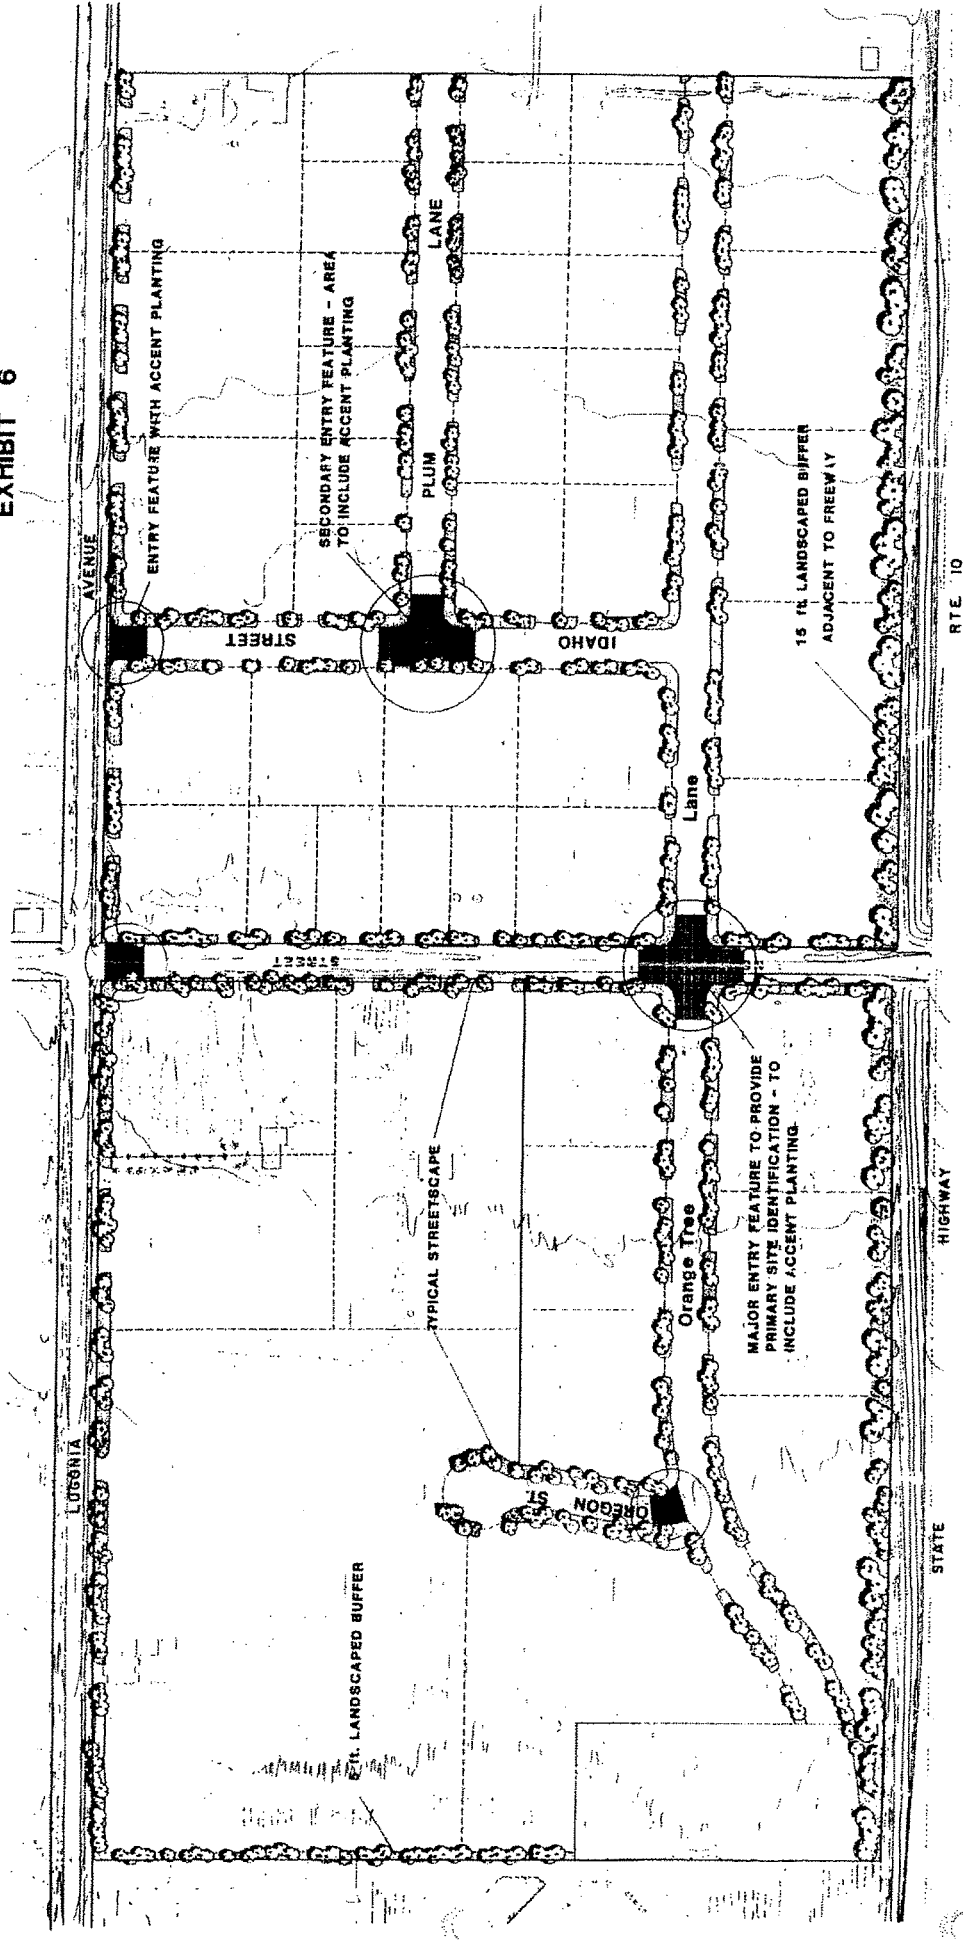 EXHIBIT 6
LUGONIA
AVENUE
ENTRY FEATURE WITH ACCENT PLANTING
SECONDARY ENTRY FEATURE - AREA
TO INCLUDE ACCENT PLANTING
PLUM
LANE
IDAHO
STREET
STREET
TYPICAL STREETSCAPE
OREGON
ST.
Orange Tree
Lane
ft. LANDSCAPED BUFFER
MAJOR ENTRY FEATURE TO PROVIDE
PRIMARY SITE IDENTIFICATION - TO
INCLUDE ACCENT PLANTING
15 ft. LANDSCAPED BUFFER
ADJACENT TO FREEWAY
STATE
HIGHWAY
RTE. 10